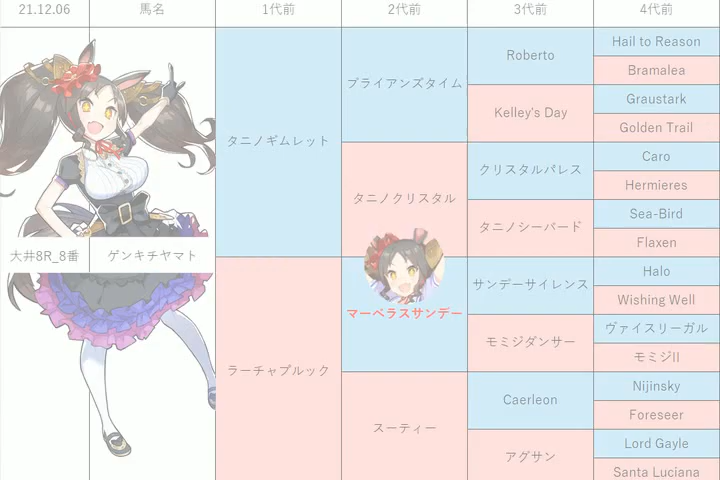 21.12.06 馬名 1代前 2代前 3代前 4代前
大井8R_8番 ゲンキチヤマト
タニノギムレット
ラーチャプルック
ブライアンズタイム
タニノクリスタル
マーベラスサンデー
スーティー
Roberto
Kelley's Day
クリスタルパレス
タニノシーバード
サンデーサイレンス
モミジダンサー
Caerleon
アグサン
Hail to Reason
Bramalea
Graustark
Golden Trail
Caro
Hermieres
Sea-Bird
Flaxen
Halo
Wishing Well
ヴァイスリーガル
モミジII
Nijinsky
Foreseer
Lord Gayle
Santa Luciana